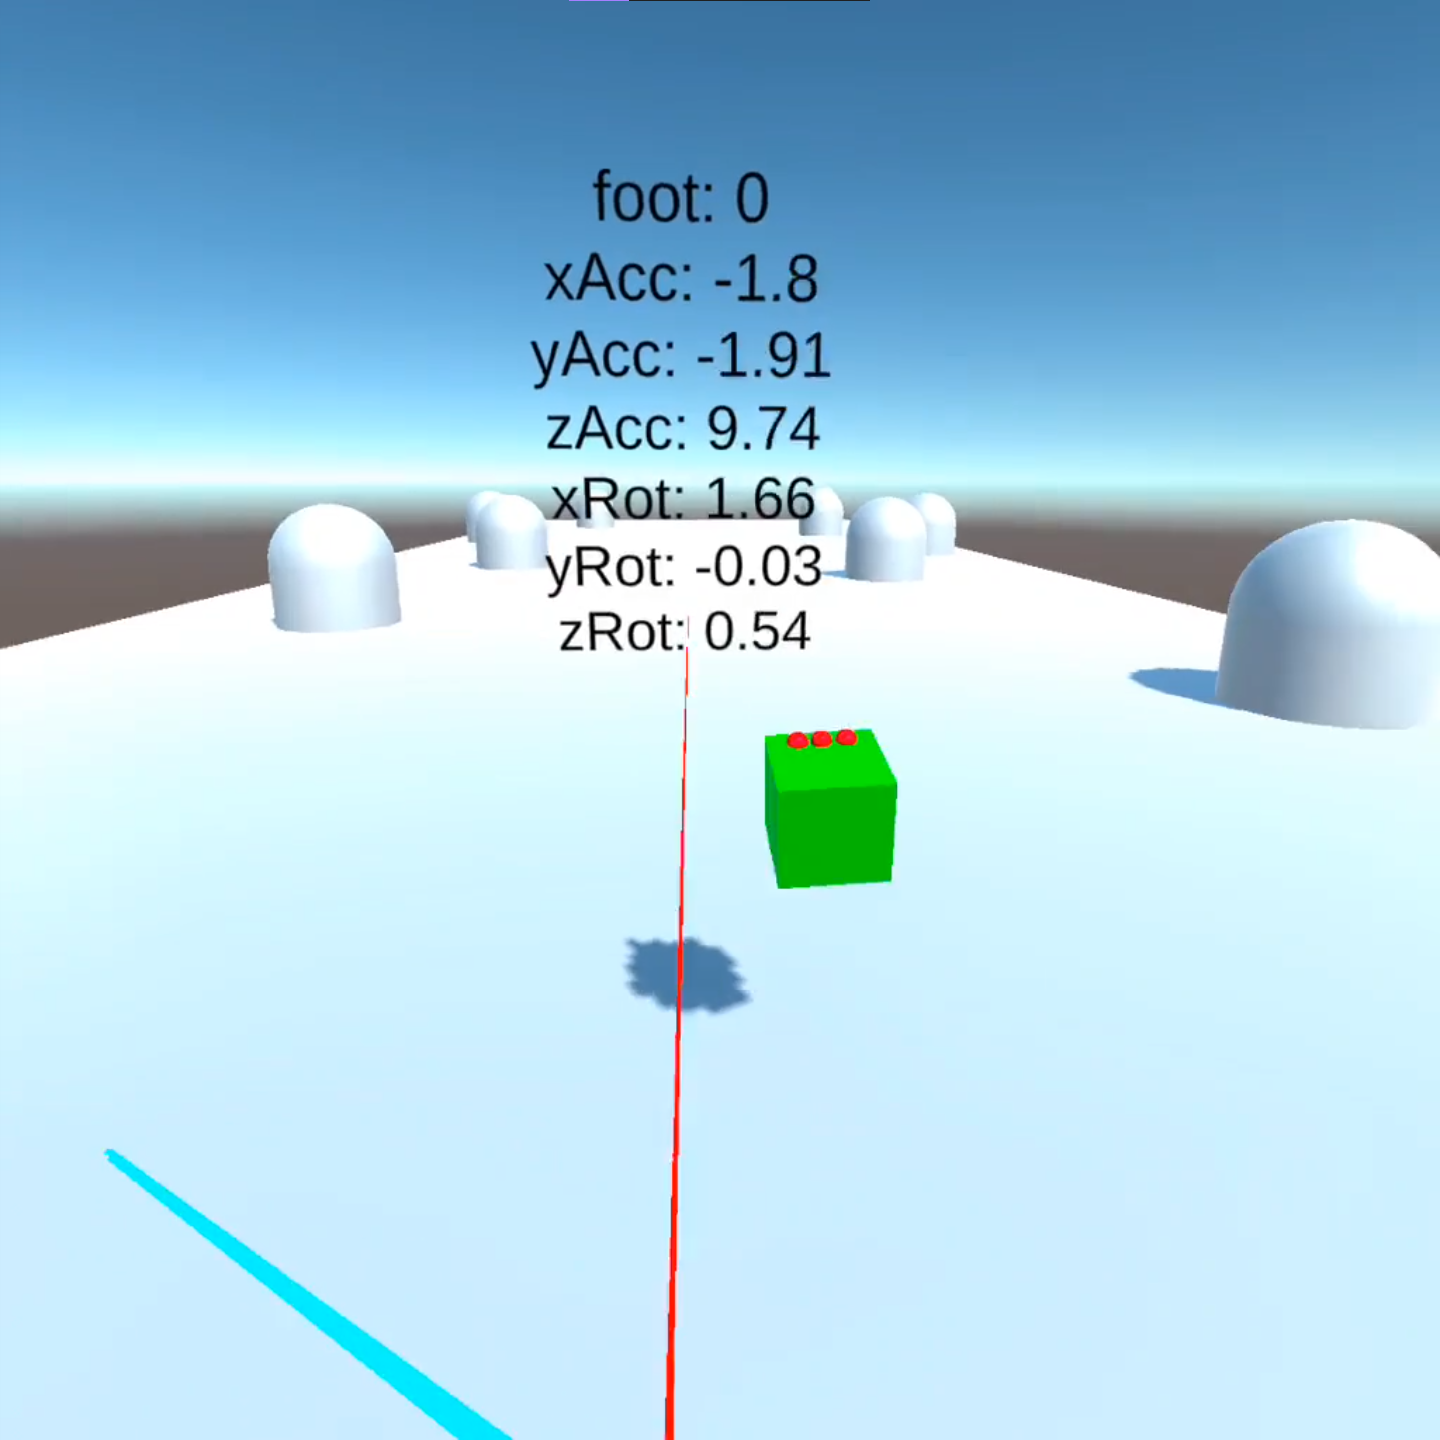 foot: 0
xAcc: -1.8
yAcc: -1.91
zAcc: 9.74
xRot: 1.66
yRot: -0.03
zRot: 0.54